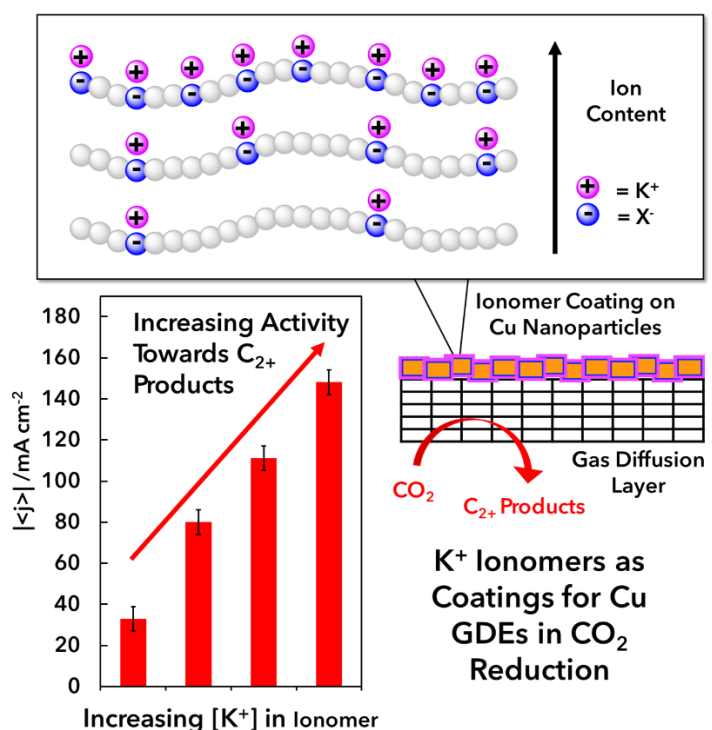 Ion
Content
= K⁺
= X⁻
Ionomer Coating on
Cu Nanoparticles
Increasing Activity
Towards C₂₊
Products
180
160
140
120
100
80
60
40
20
0
|<j>| /mA cm⁻²
Increasing [K⁺] in Ionomer
CO₂
C₂₊ Products
Gas Diffusion
Layer
K⁺ Ionomers as
Coatings for Cu
GDEs in CO₂
Reduction